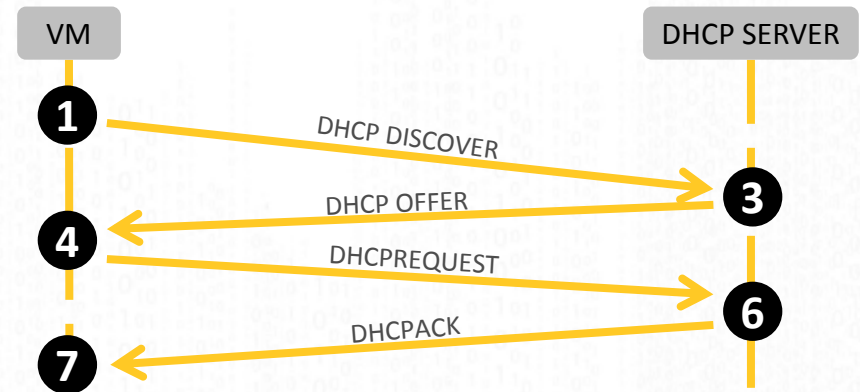 VM
DHCP SERVER
1
DHCP DISCOVER
3
DHCP OFFER
4
DHCPREQUEST
6
DHCPACK
7